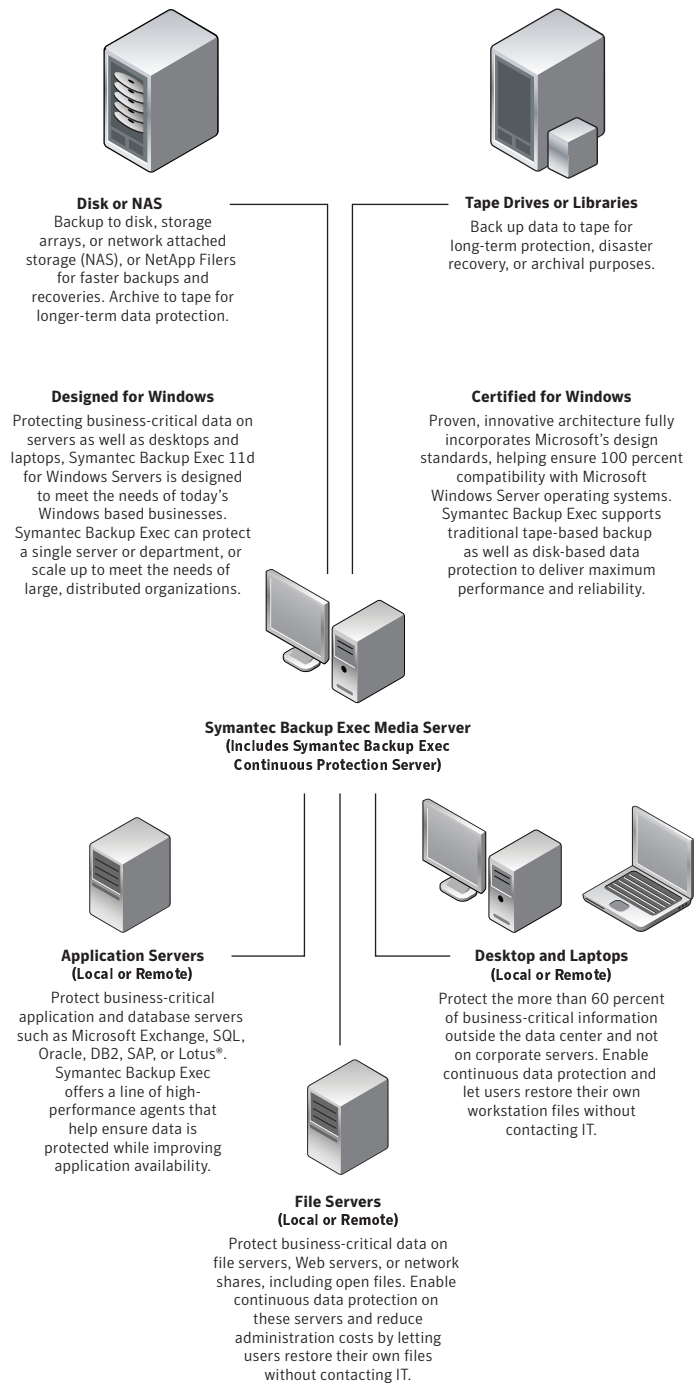 Disk or NAS
Backup to disk, storage
arrays, or network attached
storage (NAS), or NetApp Filers
for faster backups and
recoveries. Archive to tape for
longer-term data protection.
Tape Drives or Libraries
Back up data to tape for
long-term protection, disaster
recovery, or archival purposes.
Designed for Windows
Protecting business-critical data on
servers as well as desktops and
laptops, Symantec Backup Exec 11d
for Windows Servers is designed
to meet the needs of today's
Windows based businesses.
Symantec Backup Exec can protect
a single server or department, or
scale up to meet the needs of
large, distributed organizations.
Certified for Windows
Proven, innovative architecture fully
incorporates Microsoft's design
standards, helping ensure 100 percent
compatibility with Microsoft
Windows Server operating systems.
Symantec Backup Exec supports
traditional tape-based backup
as well as disk-based data
protection to deliver maximum
performance and reliability.
Symantec Backup Exec Media Server
(Includes Symantec Backup Exec
Continuous Protection Server)
Application Servers
(Local or Remote)
Protect business-critical
application and database servers
such as Microsoft Exchange, SQL,
Oracle, DB2, SAP, or Lotus®.
Symantec Backup Exec
offers a line of high-
performance agents that
help ensure data is
protected while improving
application availability.
Desktop and Laptops
(Local or Remote)
Protect the more than 60 percent
of business-critical information
outside the data center and not
on corporate servers. Enable
continuous data protection and
let users restore their own
workstation files without
contacting IT.
File Servers
(Local or Remote)
Protect business-critical data on
file servers, Web servers, or network
shares, including open files. Enable
continuous data protection on
these servers and reduce
administration costs by letting
users restore their own files
without contacting IT.